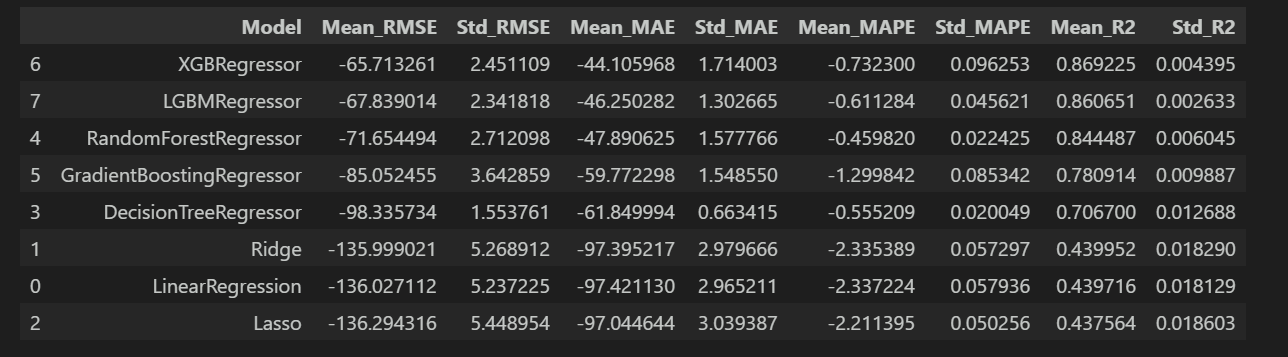 Model Mean_RMSE Std_RMSE Mean_MAE Std_MAE Mean_MAPE Std_MAPE Mean_R2 Std_R2
6 XGBRegressor -65.713261 2.451109 -44.105968 1.714003 -0.732300 0.096253 0.869225 0.004395
7 LGBMRegressor -67.839014 2.341818 -46.250282 1.302665 -0.611284 0.045621 0.860651 0.002633
4 RandomForestRegressor -71.654494 2.712098 -47.890625 1.577766 -0.459820 0.022425 0.844487 0.006045
5 GradientBoostingRegressor -85.052455 3.642859 -59.772298 1.548550 -1.299842 0.085342 0.780914 0.009887
3 DecisionTreeRegressor -98.335734 1.553761 -61.849994 0.663415 -0.555209 0.020049 0.706700 0.012688
1 Ridge -135.999021 5.268912 -97.395217 2.979666 -2.335389 0.057297 0.439952 0.018290
0 LinearRegression -136.027112 5.237225 -97.421130 2.965211 -2.337224 0.057936 0.439716 0.018129
2 Lasso -136.294316 5.448954 -97.044644 3.039387 -2.211395 0.050256 0.437564 0.018603